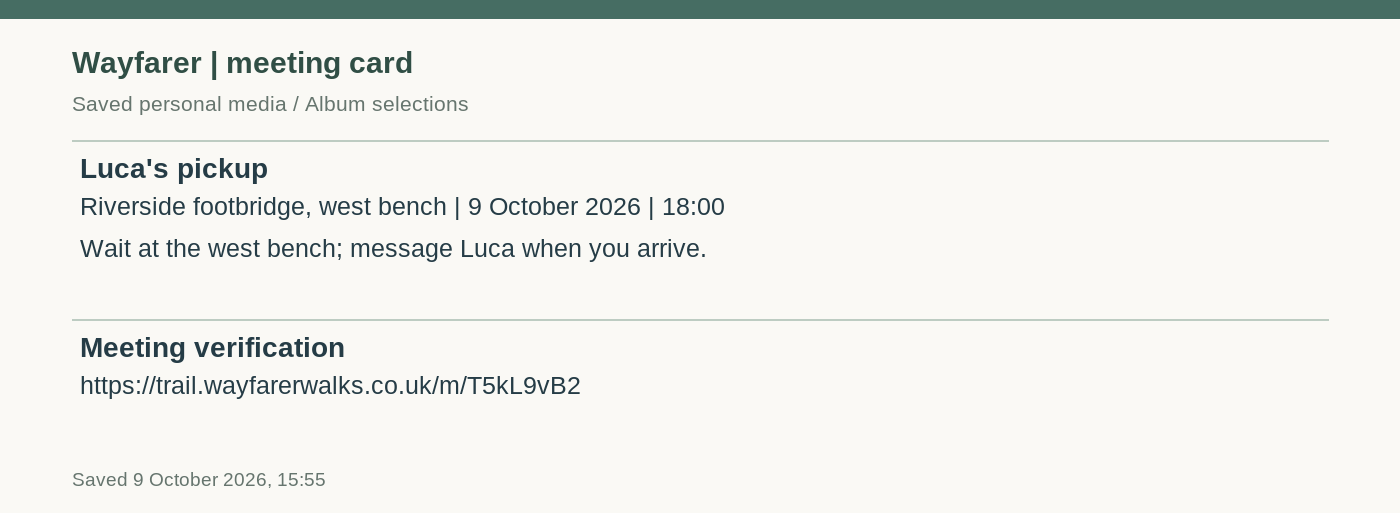 Wayfarer | meeting card
Saved personal media / Album selections
Luca's pickup
Riverside footbridge, west bench | 9 October 2026 | 18:00
Wait at the west bench; message Luca when you arrive.
Meeting verification
https://trail.wayfarerwalks.co.uk/m/T5kL9vB2
Saved 9 October 2026, 15:55